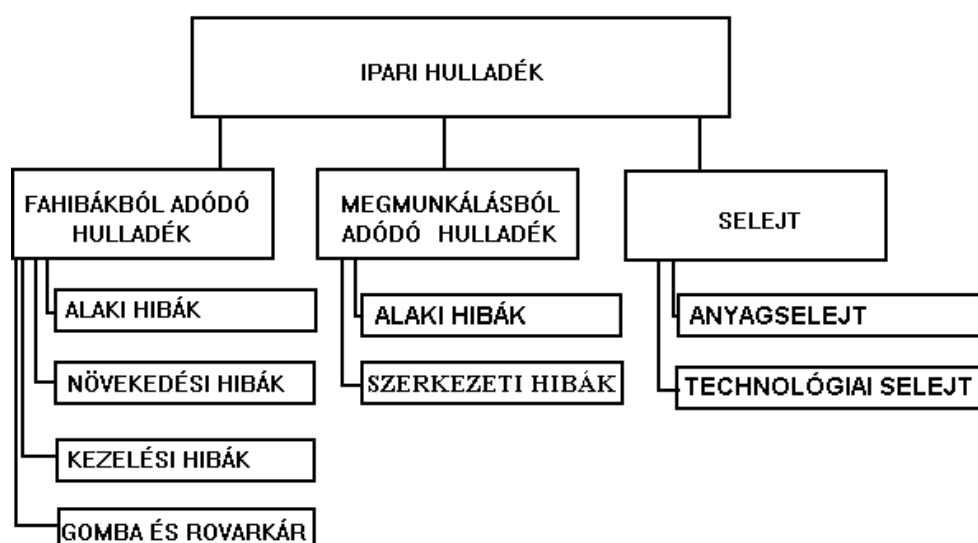 IPARI HULLADÉK
FAHIBÁKBÓL ADÓDÓ
HULLADÉK
ALAKI HIBÁK
NÖVEKEDÉSI HIBÁK
KEZELÉSI HIBÁK
GOMBA ÉS ROVARKÁR
MEGMUNKÁLÁSBÓL
ADÓDÓ HULLADÉK
ALAKI HIBÁK
SZERKEZETI HIBÁK
SELEJT
ANYAGSELEJT
TECHNOLÓGIAI SELEJT